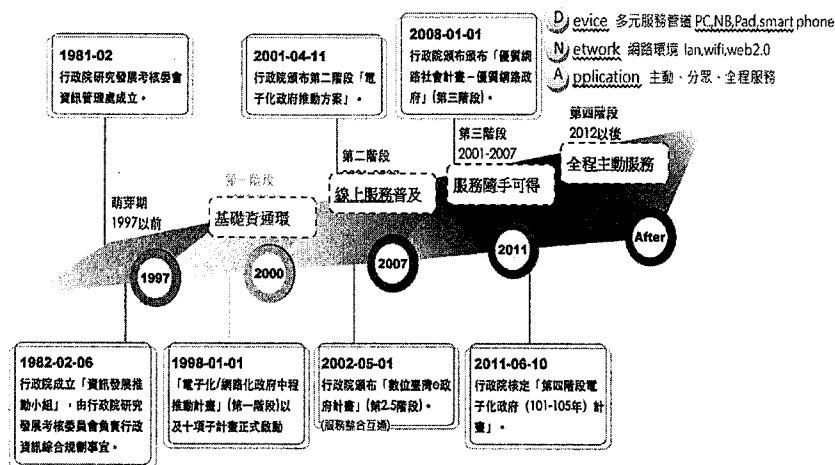 1981-02
行政院研究發展考核委會
資訊管理處成立。
2001-04-11
行政院頒布第二階段「電
子化政府推動方案」。
2008-01-01
行政院頒布頒布「優質網
路社會計畫－優質網路
政府」(第三階段)。
Device 多元服務管道 PC,NB,Pad,smart phone
Network 網路環境 lan,wifi,web2.0
Application 主動、分眾、全程服務
萌芽期
1997以前
第一階段
基礎資通環
第二階段
線上服務普及
第三階段
2001-2007
服務隨手可得
第四階段
2012以後
全程主動服務
1997
2000
2007
2011
After
1982-02-06
行政院成立「資訊發展推
動小組」，由行政院研究
發展考核委員會負責行政
資訊綜合規劃事宜。
1998-01-01
「電子化/網路化政府中程
推動計畫」(第一階段)以
及十項子計畫正式啟動
2002-05-01
行政院頒布「數位臺灣e政
府計畫」(第2.5階段)。
(服務整合互通)
2011-06-10
行政院核定「第四階段電
子化政府（101-105年）計
畫」。